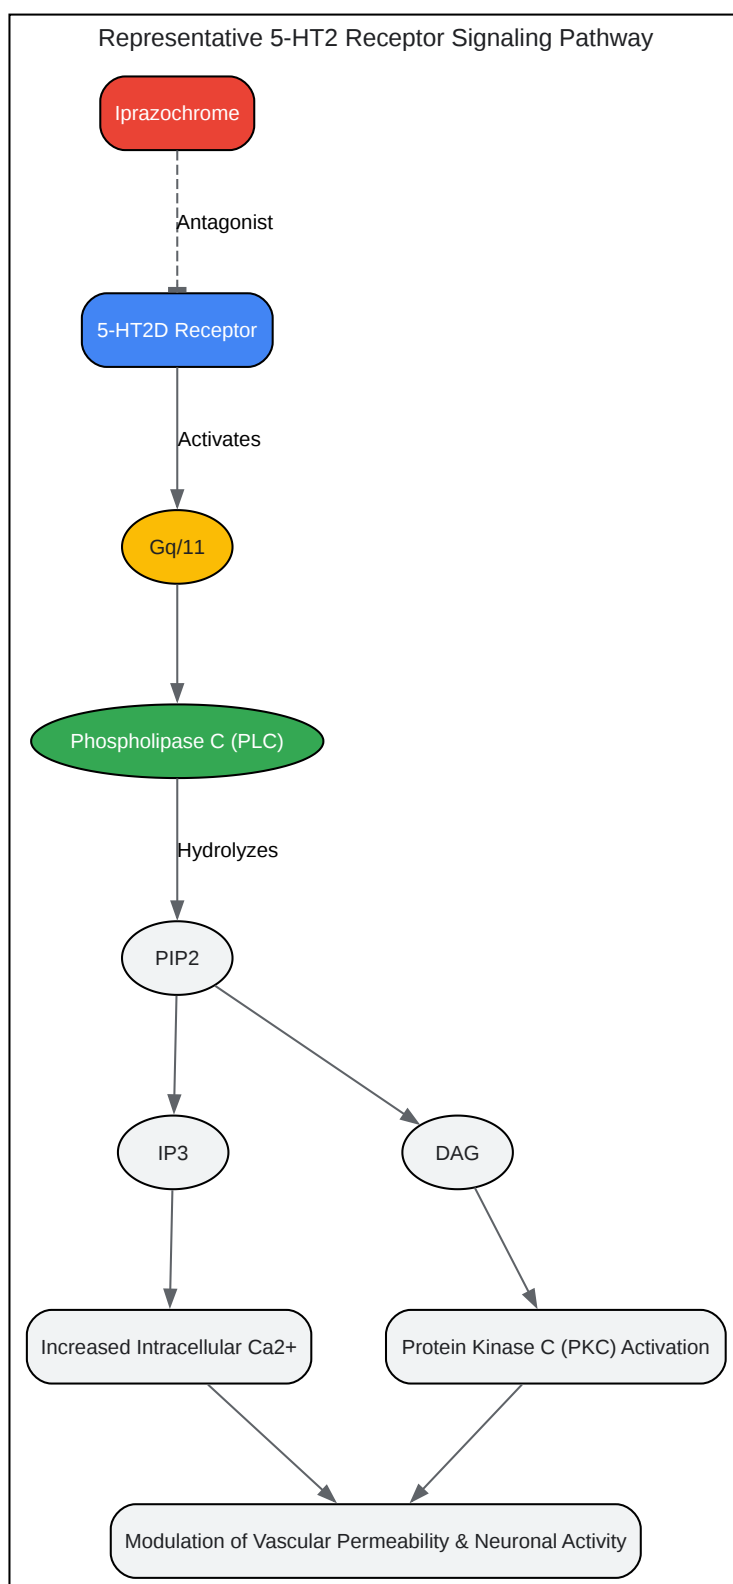 Representative 5-HT2 Receptor Signaling Pathway
Iprazochrome
Antagonist
5-HT2D Receptor
Activates
Gq/11
Phospholipase C (PLC)
Hydrolyzes
PIP2
IP3
DAG
Increased Intracellular Ca2+
Protein Kinase C (PKC) Activation
Modulation of Vascular Permeability & Neuronal Activity